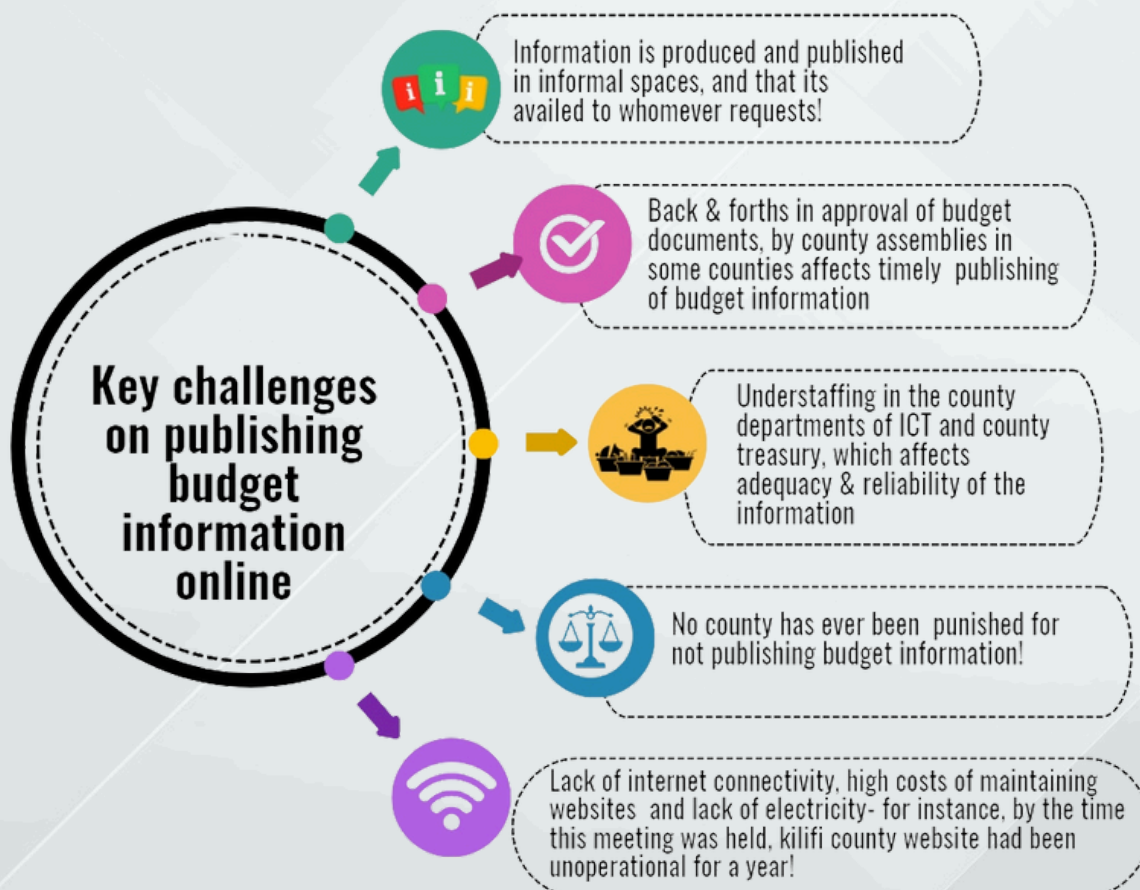 Information is produced and published
in informal spaces, and that its
availed to whomever requests!
Back & forths in approval of budget
documents, by county assemblies in
some counties affects timely publishing
of budget information
Key challenges
on publishing
budget
information
online
Understaffing in the county
departments of ICT and county
treasury, which affects
adequacy & reliability of the
information
No county has ever been punished for
not publishing budget information!
Lack of internet connectivity, high costs of maintaining
websites and lack of electricity- for instance, by the time
this meeting was held, kilifi county website had been
unoperational for a year!